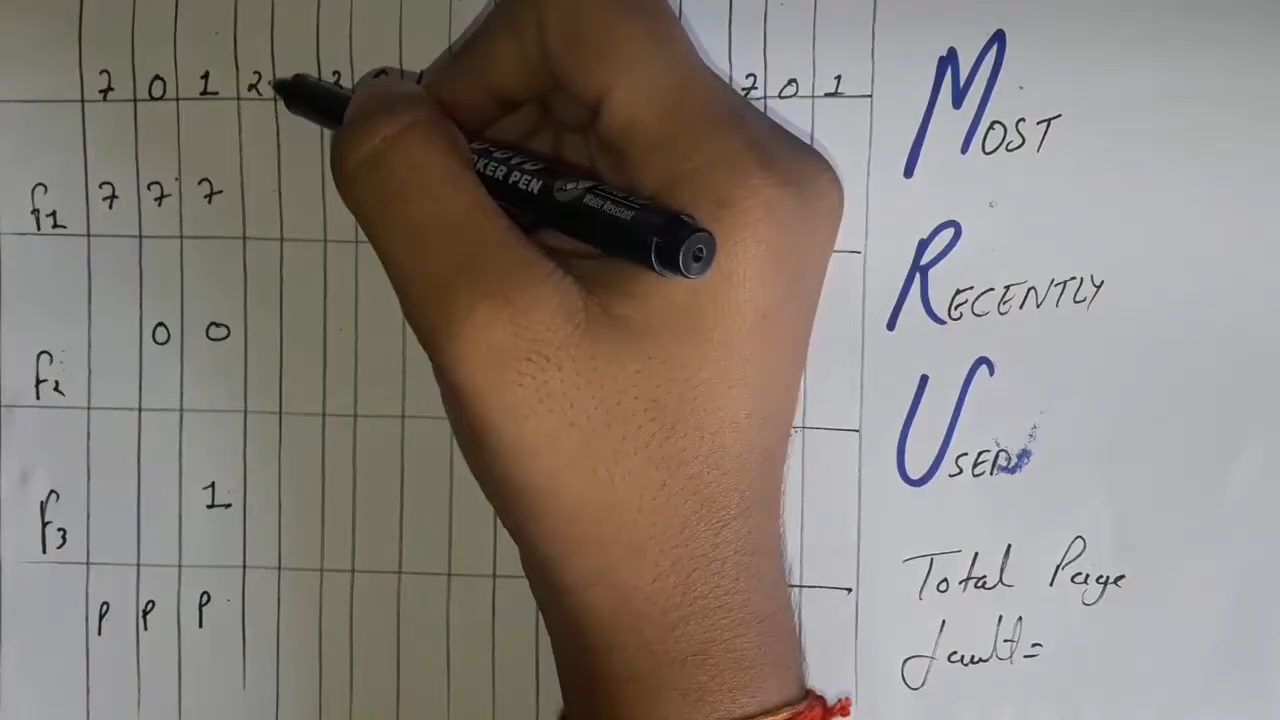 7 0 1 2 3 7 0 1
f1 7 7 7
f2 0 0
f3 1
P P P
MOST
RECENTLY
USED
Total Page
fault=
MARKER PEN
Water Resistant